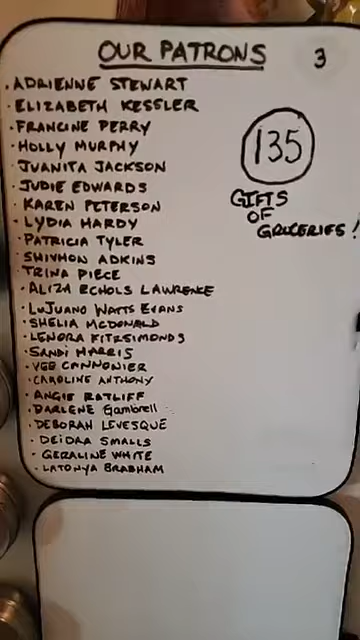 OUR PATRONS 3
• ADRIENNE STEWART
• ELIZABETH KESSLER
• FRANCINE PERRY
• HOLLY MURPHY
• JUANITA JACKSON
• JUDIE EDWARDS
• KAREN PETERSON
• LYDIA HARDY
• PATRICIA TYLER
• SHIVHON ADKINS
• TRINA PIECE
• ALIZA ECHOLS LAWRENCE
• LUJUANO WATTS EVANS
• SHELIA MCDONALD
• LENORA FITZSIMONDS
• SANDI HARRIS
• CANNONIER
• CAROLINE ANTHONY
• ANGIE RATLIFF
• DARLENE Gambrell
• DEBORAH LEVESQUE
• DEIDRA SMALLS
• GERALINE WHITE
• LATONYA BRABHAM
135
GIFTS
OF
GROCERIES!